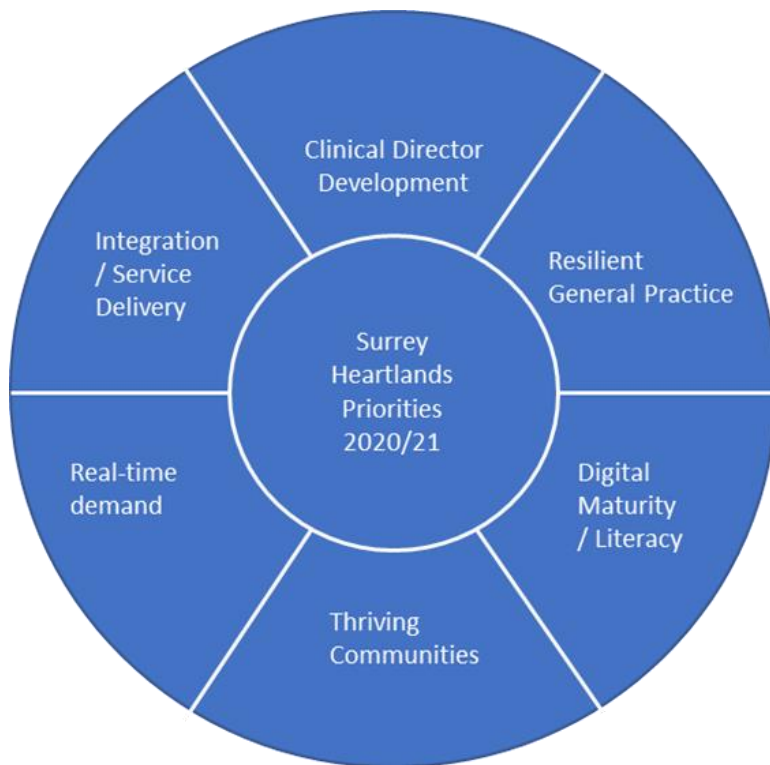 Clinical Director
Development
Integration
/ Service
Delivery
Resilient
General Practice
Surrey
Heartlands
Priorities
2020/21
Real-time
demand
Digital
Maturity
/ Literacy
Thriving
Communities